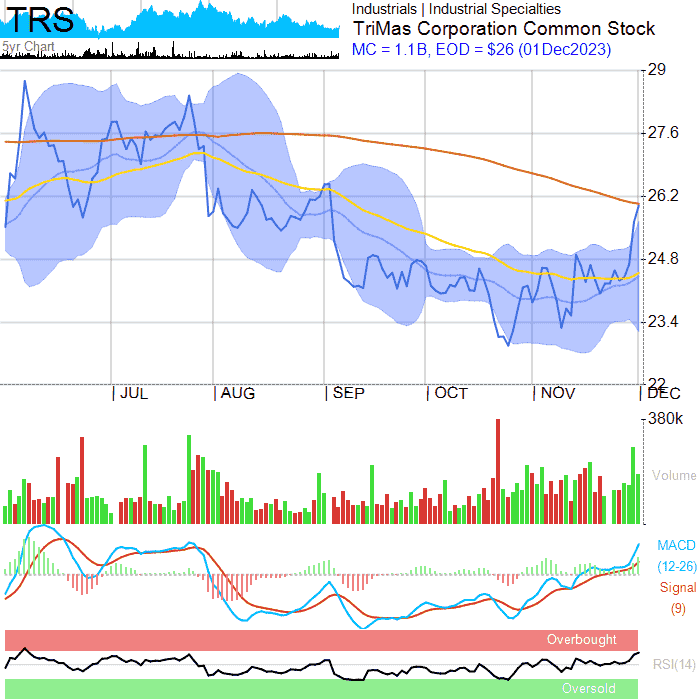 TRS
Industrials | Industrial Specialties
TriMas Corporation Common Stock
5yr Chart
MC = 1.1B, EOD = $26 (01Dec2023)
29
27.6
26.2
24.8
23.4
22
JUL
AUG
SEP
OCT
NOV
DEC
380k
Volume
MACD
(12-26)
Signal
(9)
Overbought
RSI(14)
Oversold